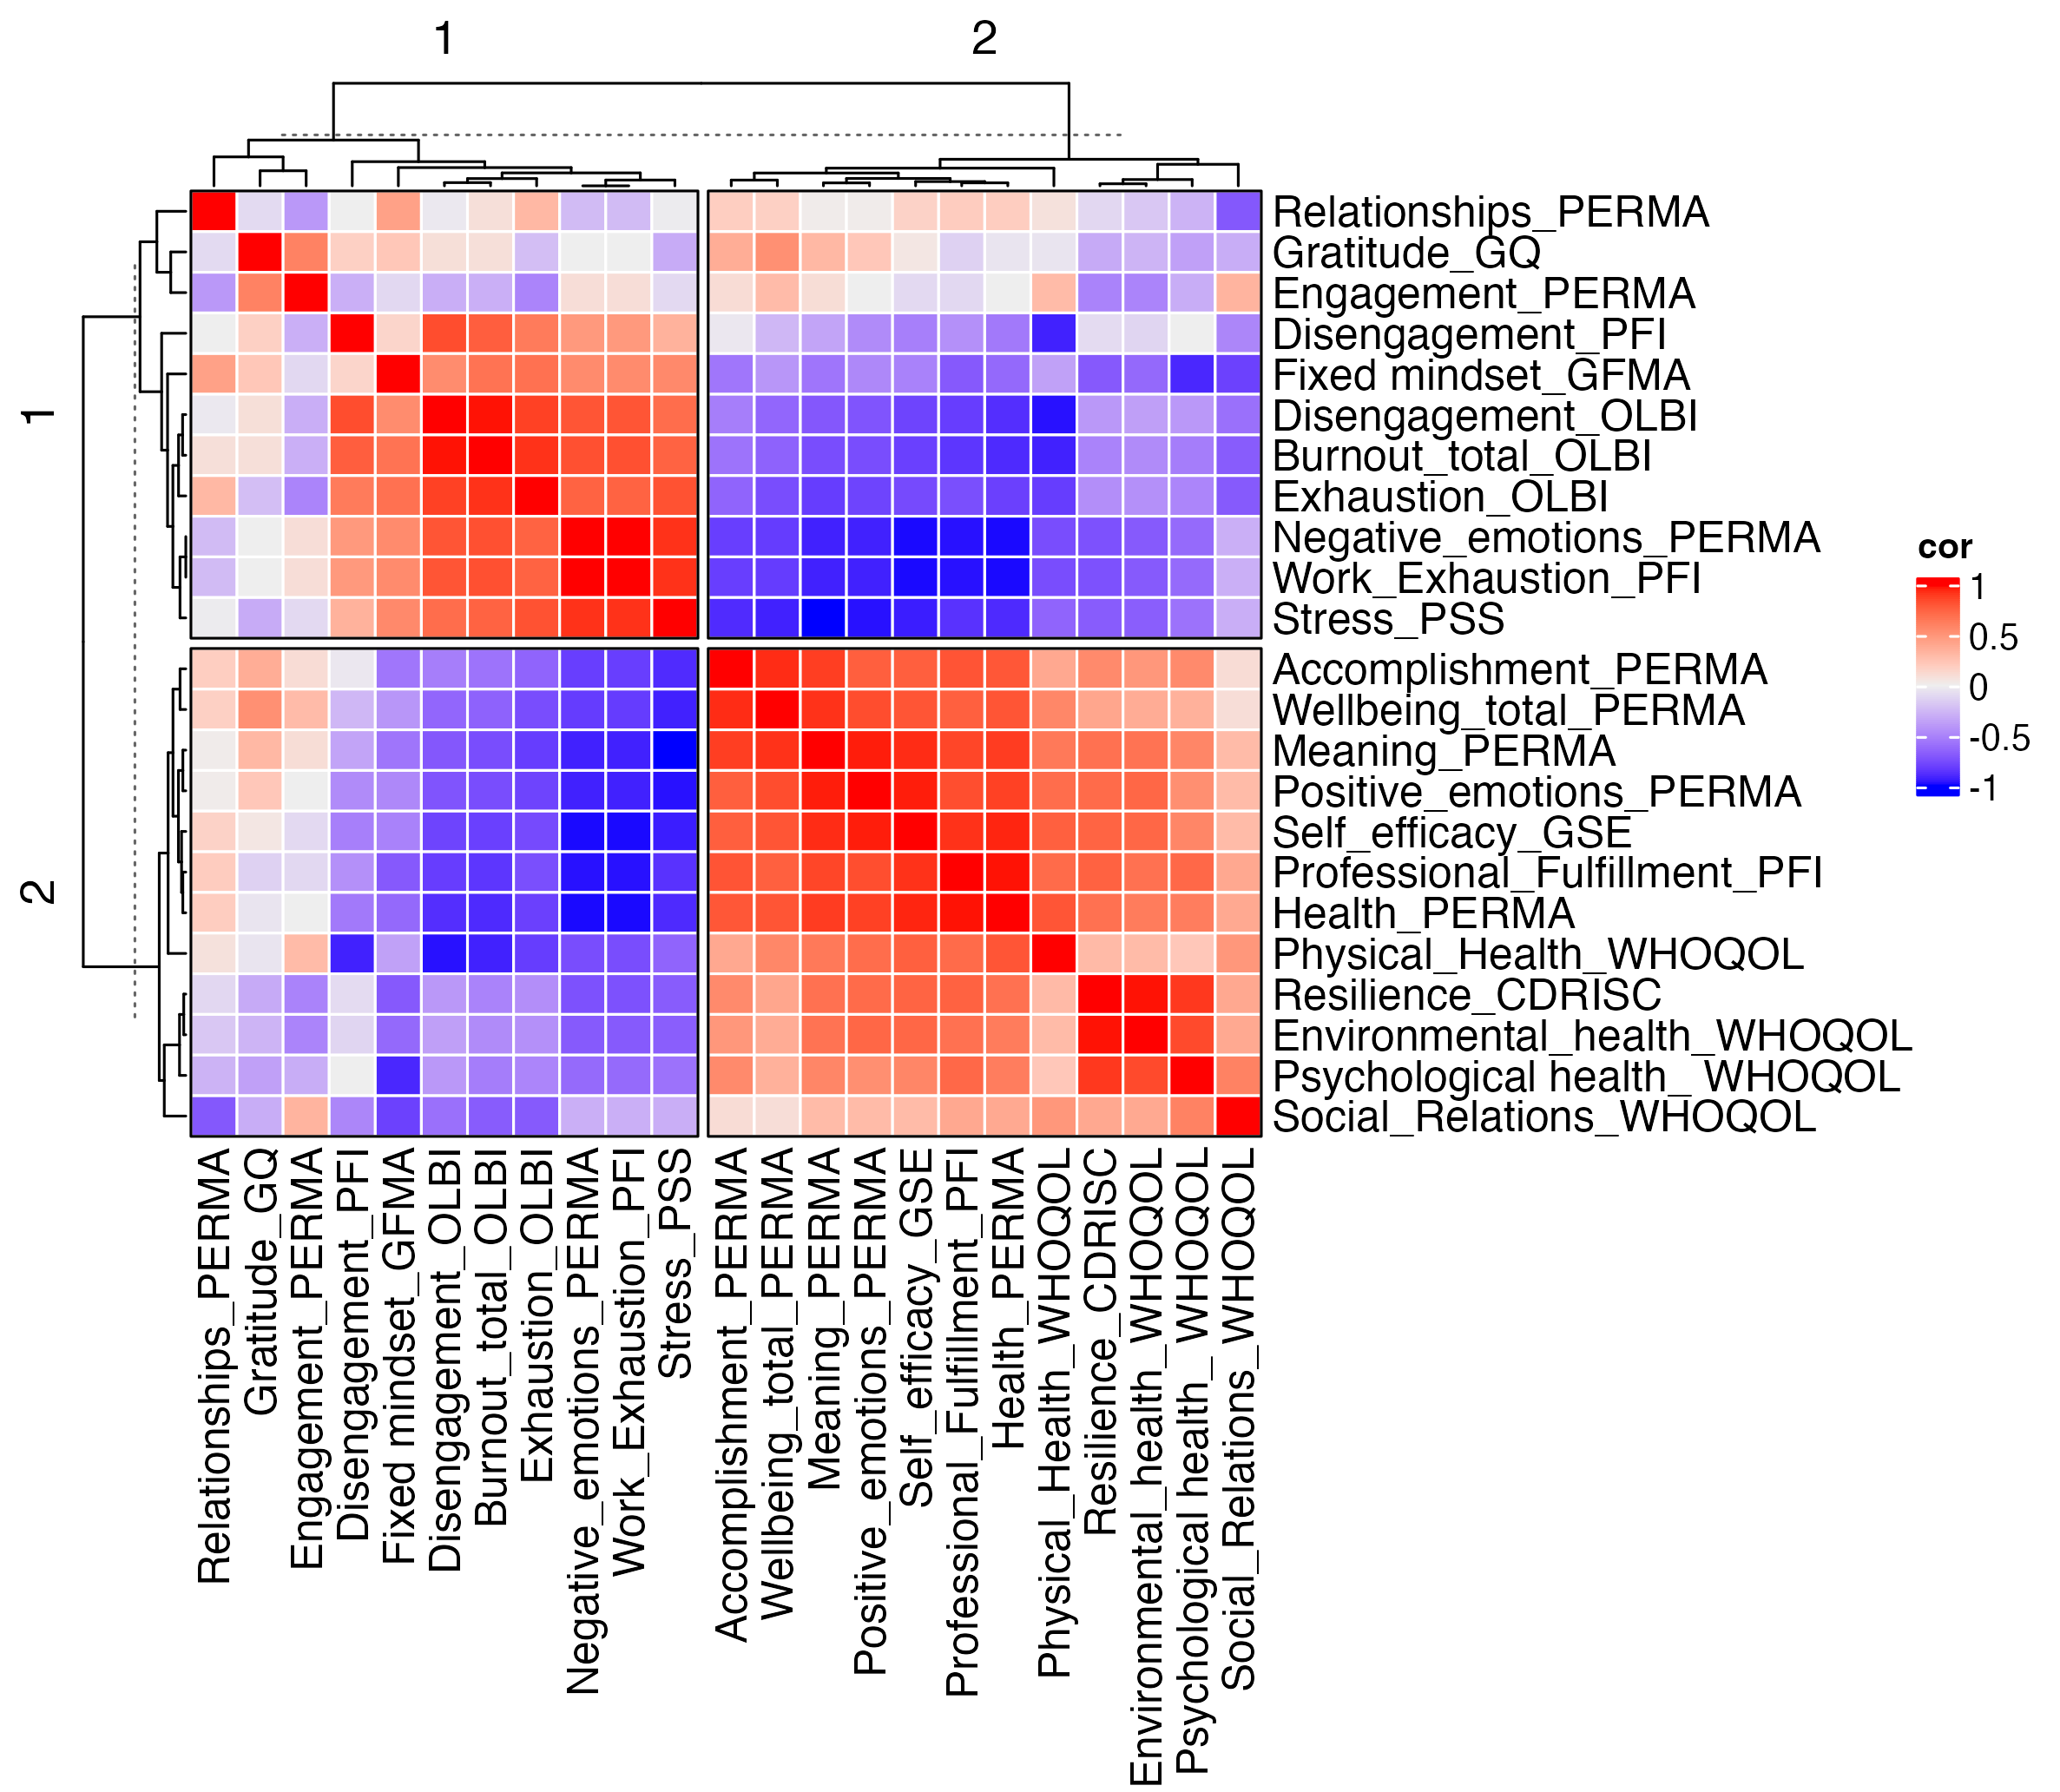 1
2
1
2
Relationships_PERMA
Gratitude_GQ
Engagement_PERMA
Disengagement_PFI
Fixed mindset_GFMA
Disengagement_OLBI
Burnout_total_OLBI
Exhaustion_OLBI
Negative_emotions_PERMA
Work_Exhaustion_PFI
Stress_PSS
Accomplishment_PERMA
Wellbeing_total_PERMA
Meaning_PERMA
Positive_emotions_PERMA
Self_efficacy_GSE
Professional_Fulfillment_PFI
Health_PERMA
Physical_Health_WHOQOL
Resilience_CDRISC
Environmental_health_WHOQOL
Psychological health_ WHOQOL
Social_Relations_WHOQOL
cor
1
0.5
0
-0.5
-1
Relationships_PERMA
Gratitude_GQ
Engagement_PERMA
Disengagement_PFI
Fixed mindset_GFMA
Disengagement_OLBI
Burnout_total_OLBI
Exhaustion_OLBI
Negative_emotions_PERMA
Work_Exhaustion_PFI
Stress_PSS
Accomplishment_PERMA
Wellbeing_total_PERMA
Meaning_PERMA
Positive_emotions_PERMA
Self_efficacy_GSE
Professional_Fulfillment_PFI
Health_PERMA
Physical_Health_WHOQOL
Resilience_CDRISC
Environmental_health_WHOQOL
Psychological health_ WHOQOL
Social_Relations_WHOQOL